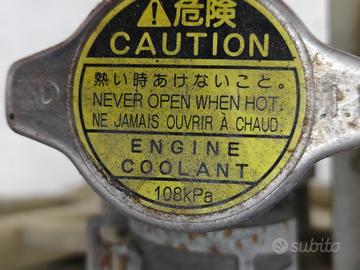 危険
CAUTION
熱い時あけないこと。
NEVER OPEN WHEN HOT.
NE JAMAIS OUVRIR À CHAUD.
ENGINE
COOLANT
108kPa
subito